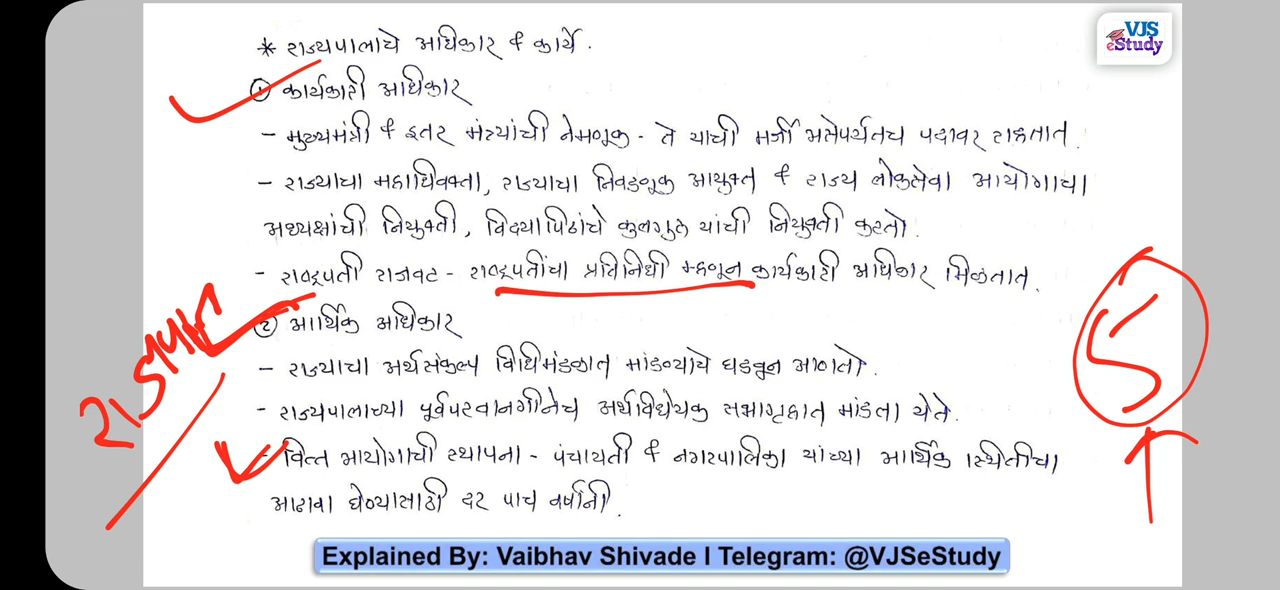 VJS
eStudy
* राज्यपालाचे अधिकार & कार्ये.
① कार्यकारी अधिकार
- मुख्यमंत्री & इतर मंत्र्यांची नेमणूक - ते याची मर्जी असेपर्यंतच पदावर राहतात.
- राज्याचा महाधिवक्ता, राज्याचा निवडणूक आयुक्त & राज्य लोकसेवा आयोगाचा
अध्यक्षांची नियुक्ती, विद्यापिठांचे कुलगुरु यांची नियुक्ती करतो.
- राष्ट्रपती राजवट - राष्ट्रपतींचा प्रतिनिधी म्हणून कार्यकारी अधिकार मिळतात.
② आर्थिक अधिकार
- राज्याचा अर्थसंकल्प विधिमंडळात मांडण्याचे घडवून आणतो.
- राज्यपालाच्या पूर्वपरवानगीनेच अर्थविधेयक सभागृहात मांडता येते.
- वित्त आयोगाची स्थापना - पंचायती & नगरपालिका यांच्या आर्थिक स्थितीचा
आढावा घेण्यासाठी दर पाच वर्षांनी.
राज्यपाल
5
Explained By: Vaibhav Shivade I Telegram: @VJSeStudy